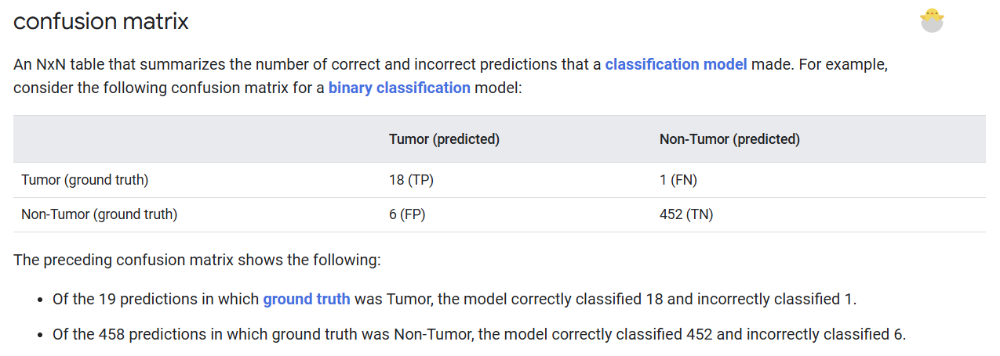 confusion matrix
An NxN table that summarizes the number of correct and incorrect predictions that a classification model made. For example,
consider the following confusion matrix for a binary classification model:
Tumor (predicted) Non-Tumor (predicted)
Tumor (ground truth) 18 (TP) 1 (FN)
Non-Tumor (ground truth) 6 (FP) 452 (TN)
The preceding confusion matrix shows the following:
• Of the 19 predictions in which ground truth was Tumor, the model correctly classified 18 and incorrectly classified 1.
• Of the 458 predictions in which ground truth was Non-Tumor, the model correctly classified 452 and incorrectly classified 6.